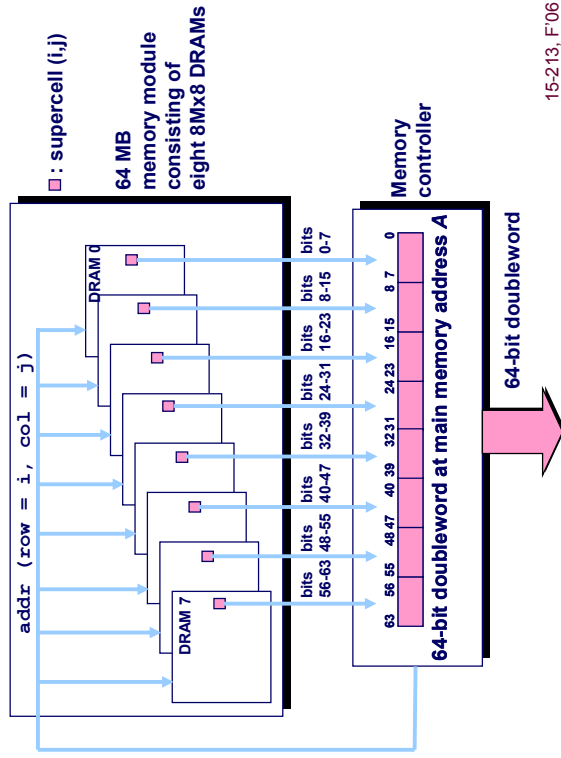 addr (row = i, col = j)
: supercell (i,j)
DRAM 0
64 MB
memory module
consisting of
eight 8Mx8 DRAMs
DRAM 7
bits
56-63
bits
48-55
bits
40-47
bits
32-39
bits
24-31
bits
16-23
bits
8-15
bits
0-7
Memory
controller
63 56 55 48 47 40 39 32 31 24 23 16 15 8 7 0
64-bit doubleword at main memory address A
64-bit doubleword
15-213, F'06